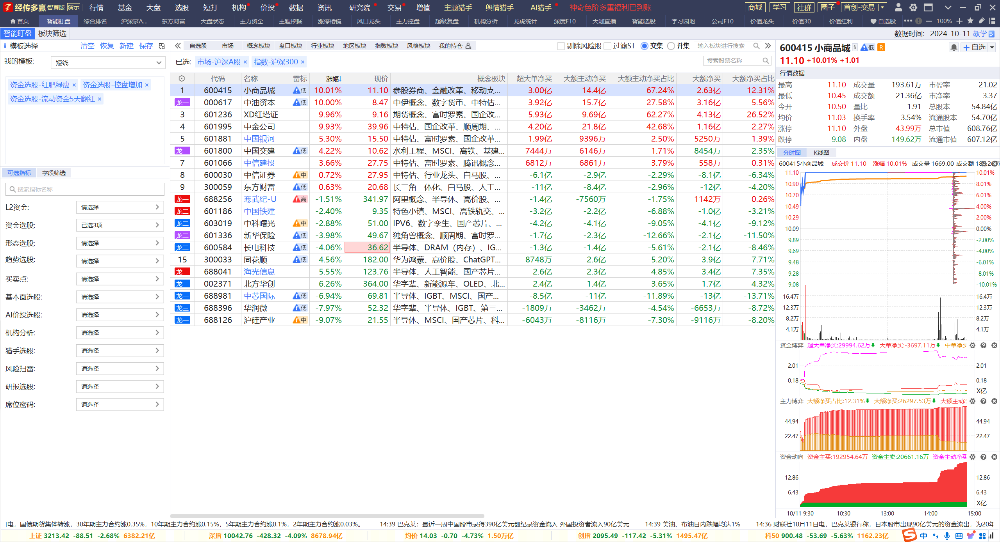 经传多赢 智尊版 演示 行情 基金 大盘 选股 短打 机构 价投 数据 资讯 研究院 交易 增值 主题猎手 舆情猎手 AI猎手 神奇色阶多重福利已到账 商城 学习 社群 圈子 首创-交易
首页 智能盯盘 综合排名 沪深京A... 东方财富 大盘状态 主力资金 主题挖掘 涨停棱镜 风口龙头 主力控盘 超级复盘 机构分析 龙虎统计 深度F10 大咖直播 智能选股 学习园地 公司F10 价值龙头 价值30 价值红利 自选股 100%
智能盯盘 板块筛选 数据时间: 2024-10-11 教学
模板选择 清空 恢复 新建 保存
我的模板: 短线
资金选股-红肥绿瘦 × 资金选股-控盘增加 ×
资金选股-流动资金5天翻红 ×
可选指标 字段筛选
搜索指标名称
L2资金: 请选择
资金选股: 已选3项
形态选股: 请选择
趋势选股: 请选择
买卖点: 请选择
基本面选股: 请选择
AI价投选股: 请选择
机构分析: 请选择
猎手选股: 请选择
风险扫雷: 请选择
研报选股: 请选择
席位密码: 请选择
自选股 市场 概念板块 盘口板块 行业板块 地区板块 指数板块 风格板块 我的持仓 剔除风险股 过滤ST 交集 并集 输入板块进行搜索
已选: 市场-沪深A股 × 指数-沪深300 × 搜索股票名称
代码 名称 雷标 涨幅↓ 现价 概念板块 超大单净买 大额主动净买 大额主动净买占比 大额净买 大额净买占比
1 600415 小商品城 低 10.01% 11.10 参股券商、金融改革、移动支... 3.00亿 14.4亿 67.24% 2.63亿 12.31%
龙一 000617 中油资本 低 10.00% 8.47 中伊概念、数字货币、中特估... 3.92亿 15.7亿 27.58% 3.16亿 5.56%
3 601236 XD红塔证 9.96% 9.16 期货概念、富时罗素、国企改... 5.93亿 9.69亿 62.27% 4.13亿 26.52%
4 601995 中金公司 9.93% 39.96 中特估、国企改革、顺周期、... 4.20亿 21.8亿 42.68% 1.16亿 2.27%
5 601881 中国银河 5.30% 15.50 中特估、富时罗素、国企改革... 1.99亿 9396万 2.50% 5250万 1.39%
龙一 601800 中国交建 低 4.22% 10.62 水利工程、MSCI、高铁、基建... 7444万 6146万 1.71% -8454万 -2.35%
7 601066 中信建投 3.66% 27.75 中特估、富时罗素、腾讯概念... 6812万 6861万 3.79% 558万 0.31%
8 600030 中信证券 中 0.72% 27.95 中特估、行业龙头、白马股、... -6.1亿 -2.9亿 -2.29% -8.1亿 -6.34%
9 300059 东方财富 低 0.63% 20.68 长三角一体化、白马股、人工... -11亿 -8.4亿 -2.96% -12亿 -4.20%
龙一 688256 寒武纪-U 高 -1.51% 341.97 阿里概念、半导体、高价股、... -1.4亿 -7560万 -1.75% 1142万 0.26%
龙二 601186 中国铁建 -2.40% 9.35 特色小镇、MSCI、高铁轨交、... -3.2亿 -2.2亿 -6.88% -1.0亿 -3.21%
龙二 603019 中科曙光 中 -2.88% 51.00 IPV6、数字孪生、国产芯片、... -4.2亿 -4.1亿 -9.05% -4.1亿 -9.12%
龙二 601336 新华保险 低 -3.98% 49.67 独角兽概念、顺周期、富时罗... -1.7亿 -2.3亿 -12.66% -2.1亿 -11.50%
龙二 600584 长电科技 低 -4.06% 36.62 半导体、DRAM（内存）、IG... -1.3亿 -1.4亿 -5.61% -2.1亿 -8.46%
15 300033 同花顺 低 -4.56% 182.00 华为鸿蒙、高价股、ChatGPT... -8748万 -2.6亿 -5.20% -3.9亿 -7.71%
龙二 688041 海光信息 -5.55% 123.76 半导体、人工智能、国产芯片... -2.6亿 -2.3亿 -4.85% -3.4亿 -7.35%
龙二 002371 北方华创 -6.26% 364.00 华字辈、新能源车、OLED、北... -2.4亿 -1.4亿 -3.65% -1.7亿 -4.32%
龙一 688981 中芯国际 低 -6.94% 69.81 半导体、IGBT、MSCI、国产... -8.5亿 -11亿 -11.89% -13亿 -13.71%
龙三 688396 华润微 低 -7.97% 52.32 华字辈、半导体、IGBT、第三... -1809万 -3462万 -4.54% -6653万 -8.72%
龙一 688126 沪硅产业 中 -9.07% 21.55 半导体、MSCI、国产芯片、科... -6043万 -8116万 -7.30% -9116万 -8.20%
600415 小商品城 低 R 自选
11.10 +10.01% +1.01
行情数据
最高 11.10 成交量 193.61万 市盈率 21.02
最低 10.45 成交额 21.36亿 市净率 3.37
今开 10.50 量比 1.91 总股本 54.84亿
均价 11.03 换手率 3.54% 流通股本 54.70亿
涨停 11.10 外盘 43.99万 总市值 608.76亿
跌停 9.08 内盘 149.62万 流通市值 607.12亿
分时图 K线图
600415小商品城 成交价 11.10 涨幅 10.01% 成交量 1669.00 成交额
11.10 10.01%
10.90 8.01%
10.70 6.01%
10.49 4.00%
10.29 2.00%
10.09 0.00%
9.89 -2.00%
9.69 -4.00%
9.48 -6.01%
9.28 -8.01%
9.08 -10.01%
16.4万 16.4万
12.3万 12.3万
8.2万 8.2万
4.1万 4.1万
资金博弈 超大单净买:29994.62万 大单净买:-3697.11万 中单净买
2.01 2.01
0.18 0.18
X亿
主力博弈 大额净买占比:12.31% 大额净买:26297.53万 大额主动
44.94 44.94
22.47 22.47
资金动向 资金主买:192954.64万 资金主卖:20661.16万 资金主动净买
12.86 12.86
6.43 6.43
X亿
10/11 9:30 10:30 13:00 14:00 15:00
电，国债期货集体转涨，30年期主力合约涨0.35%，10年期主力合约涨0.15%，5年期主力合约涨0.1%，2年期主力合约涨0.03%。 14:39 巴克莱：最近一周中国股市录得390亿美元创纪录资金流入 外国投资者流入90亿美元 14:39 美油、布油日内跌幅均达1% 14:36 财联社10月11日电，巴克莱银行称，日本股市出现90亿美元的资金流出，为20年
上证 3213.42 -88.51 -2.68% 6382.21亿 深指 10042.76 -428.32 -4.09% 8678.94亿 均价 14.03 -0.70 -4.73% 1.50万亿 创指 2095.49 -117.42 -5.31% 1495.47亿 科50 900.48 -53.69 -5.63% 1162.23亿 中